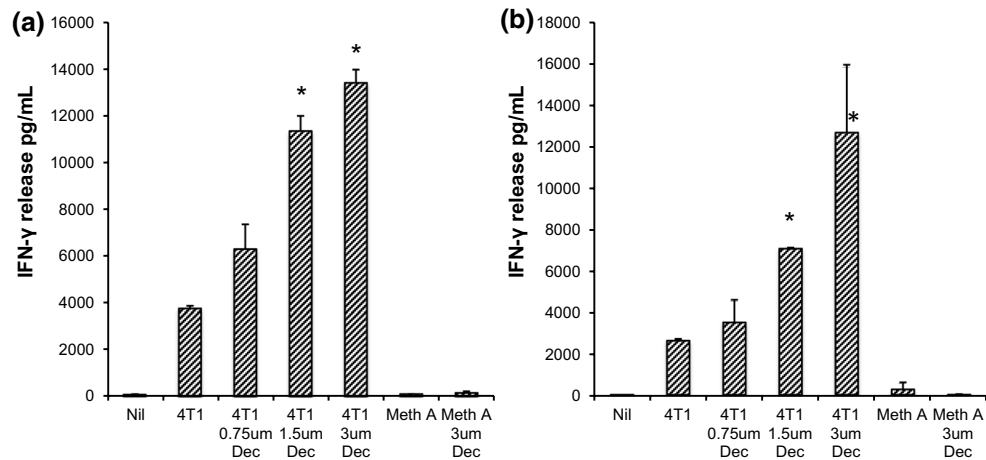 (a)
IFN-γ release pg/mL
16000
14000
12000
10000
8000
6000
4000
2000
0
*
*
Nil 4T1 4T1 4T1 4T1 Meth A Meth A
0.75um 1.5um 3um 3um
Dec Dec Dec Dec
(b)
IFN-γ release pg/mL
18000
16000
14000
12000
10000
8000
6000
4000
2000
0
*
*
Nil 4T1 4T1 4T1 4T1 Meth A Meth A
0.75um 1.5um 3um 3um
Dec Dec Dec Dec